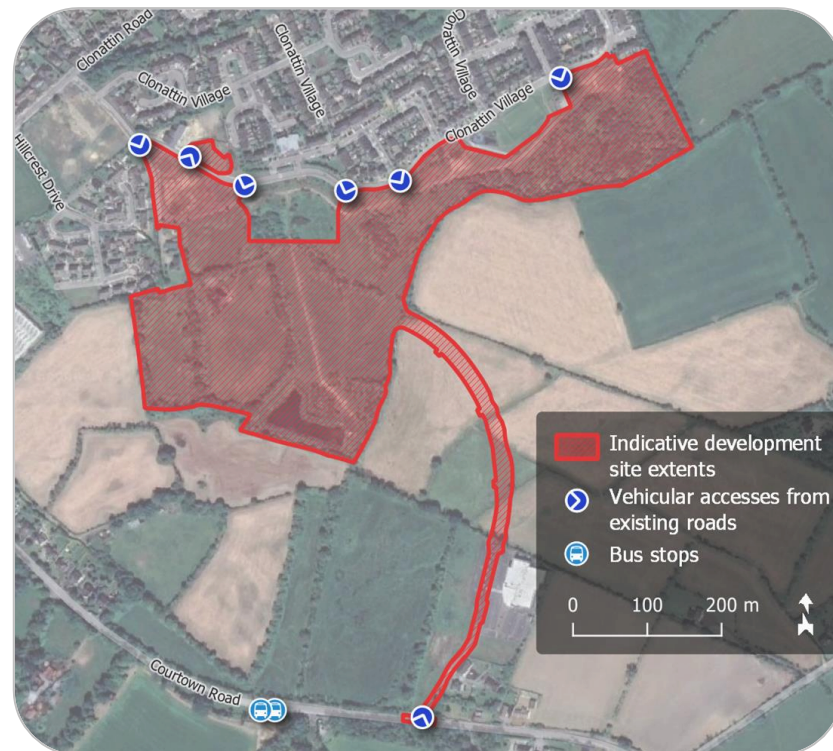 Clonattin Road
Clonattin Village
Clonattin Village
Clonattin Village
Clonattin Village
Hillcrest Drive
Courtown Road
Indicative development
site extents
Vehicular accesses from
existing roads
Bus stops
0 100 200 m